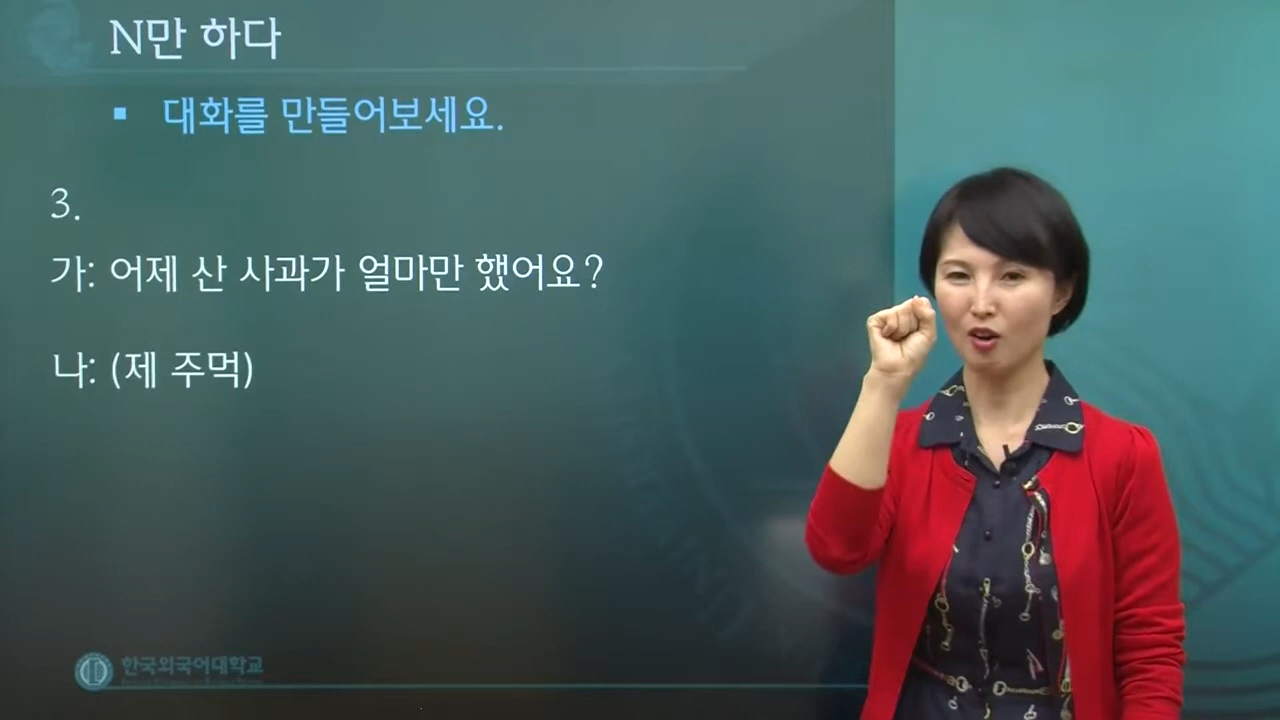 N만 하다
▪ 대화를 만들어보세요.
3.
가: 어제 산 사과가 얼마만 했어요?
나: (제 주먹)
한국외국어대학교